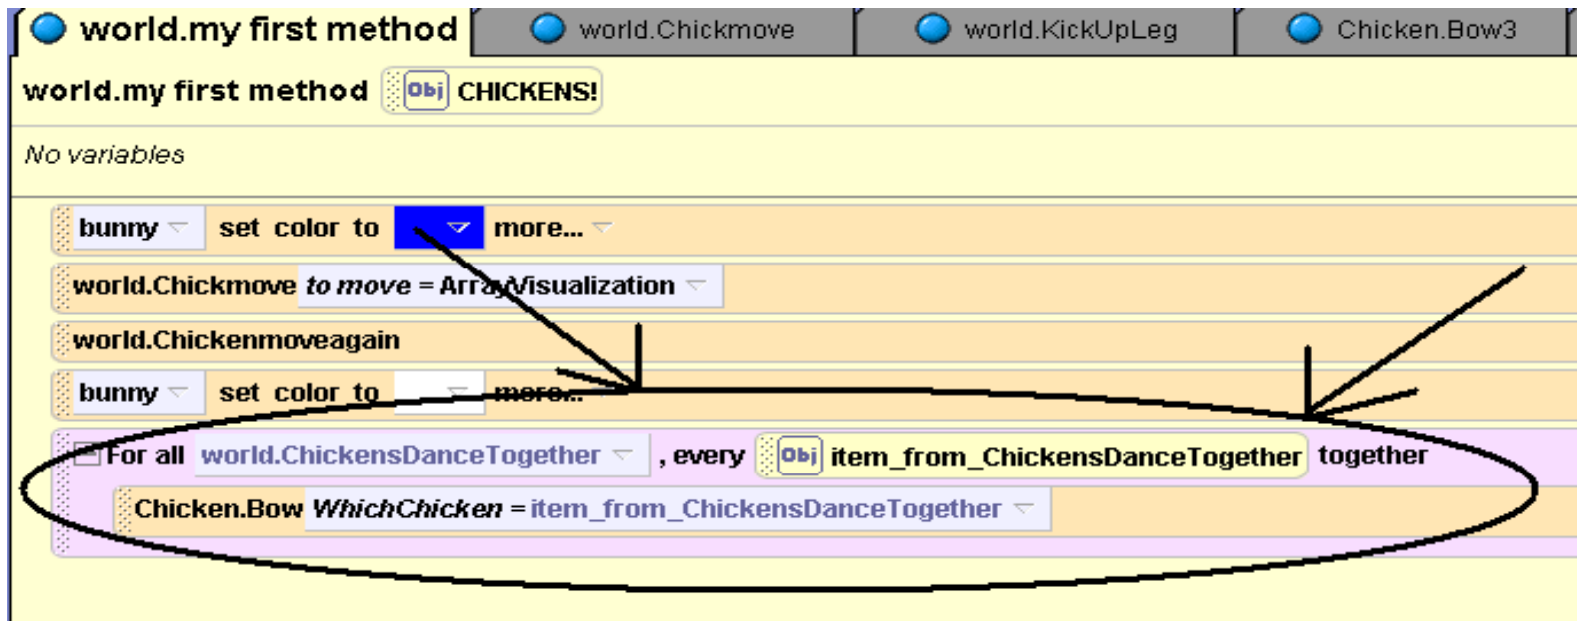 world.my first method world.Chickmove world.KickUpLeg Chicken.Bow3
world.my first method Obj CHICKENS!
No variables
bunny set color to more...
world.Chickmove to move = ArrayVisualization
world.Chickenmoveagain
bunny set color to more...
For all world.ChickensDanceTogether , every Obj item_from_ChickensDanceTogether together
Chicken.Bow WhichChicken = item_from_ChickensDanceTogether